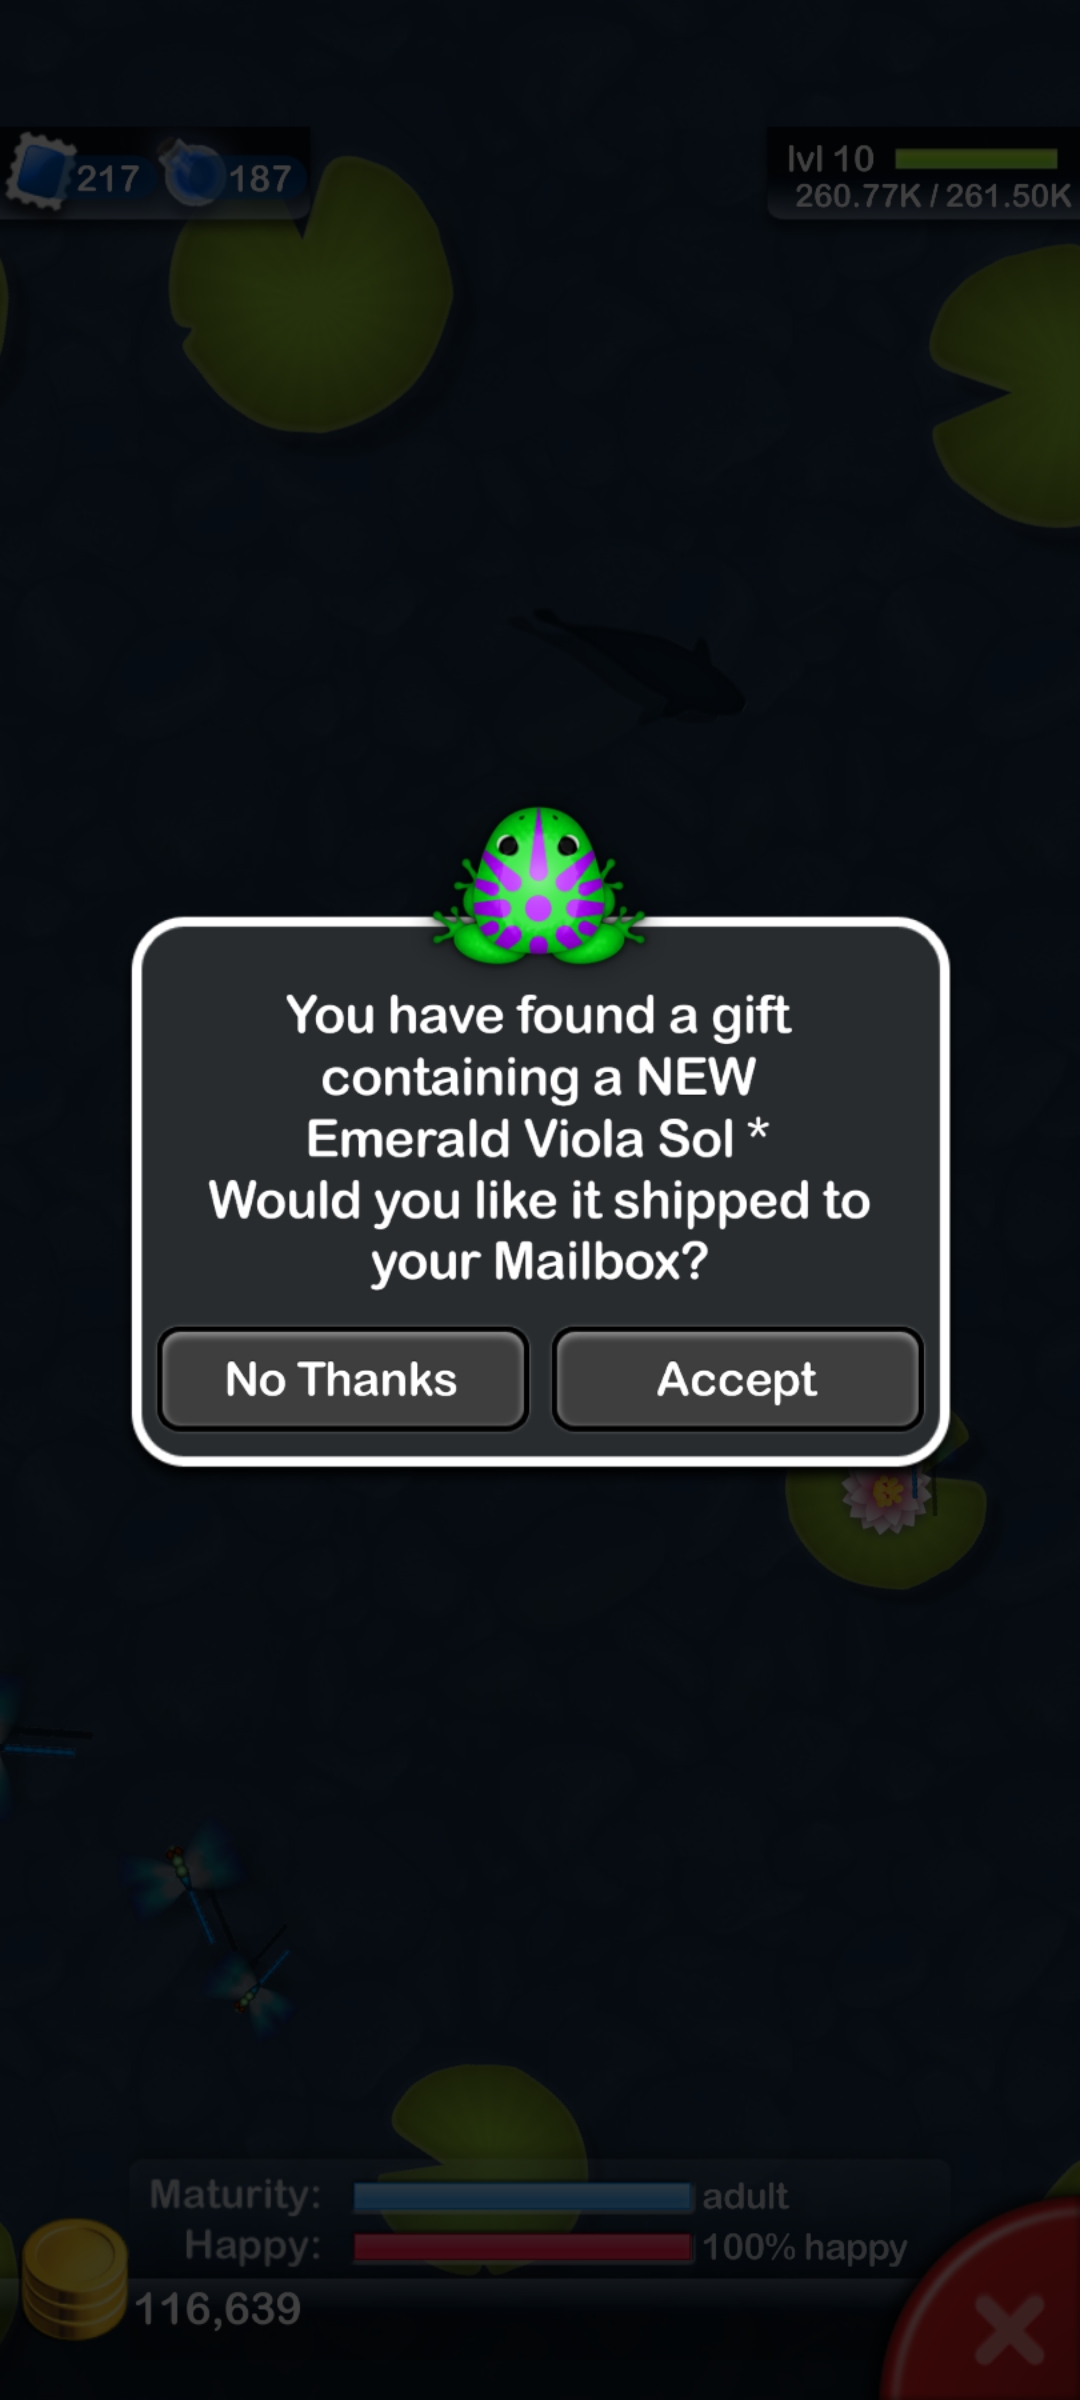 217 187
lvl 10
260.77K / 261.50K
You have found a gift
containing a NEW
Emerald Viola Sol *
Would you like it shipped to
your Mailbox?
No Thanks Accept
Maturity: adult
Happy: 100% happy
116,639